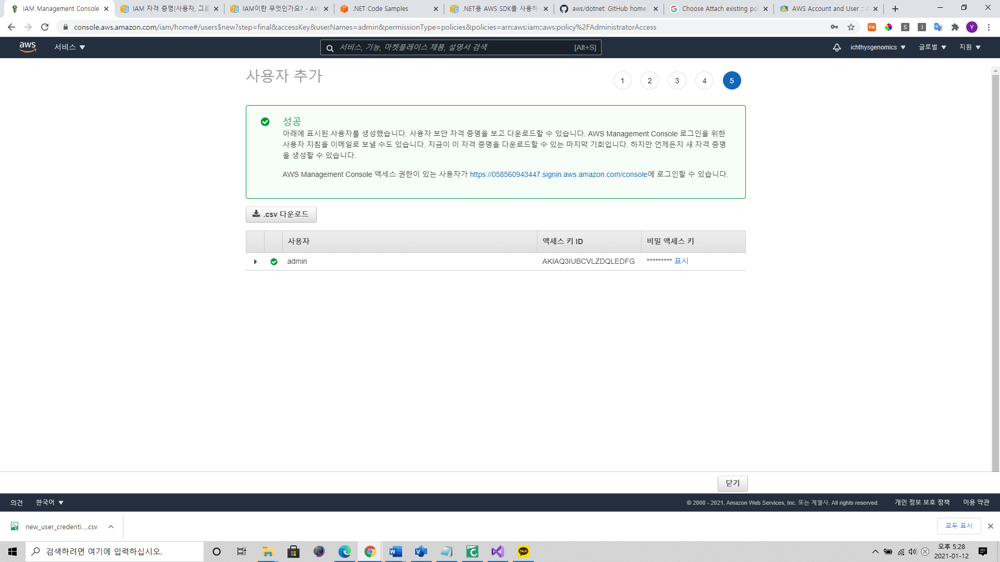 IAM Management Console
IAM 자격 증명(사용자, 그룹
IAM이란 무엇인가요? - AW
.NET Code Samples
.NET용 AWS SDK를 사용하
aws/dotnet: GitHub home
Choose Attach existing pol
AWS Account and User :: A
console.aws.amazon.com/iam/home#/users$new?step=final&accessKey&userNames=admin&permissionType=policies&policies=arn:aws:iam::aws:policy%2FAdministratorAccess
EX
S
I
Y
aws
서비스
서비스, 기능, 마켓플레이스 제품, 설명서 검색
[Alt+S]
ichthysgenomics
글로벌
지원
사용자 추가
1
2
3
4
5
성공
아래에 표시된 사용자를 생성했습니다. 사용자 보안 자격 증명을 보고 다운로드할 수 있습니다. AWS Management Console 로그인을 위한
사용자 지침을 이메일로 보낼 수도 있습니다. 지금이 이 자격 증명을 다운로드할 수 있는 마지막 기회입니다. 하지만 언제든지 새 자격 증명
을 생성할 수 있습니다.
AWS Management Console 액세스 권한이 있는 사용자가 https://058560943447.signin.aws.amazon.com/console에 로그인할 수 있습니다.
.csv 다운로드
사용자
액세스 키 ID
비밀 액세스 키
admin
AKIAQ3IUBCVLZDQLEDFG
********* 표시
닫기
의견
한국어
© 2008 - 2021, Amazon Web Services, Inc. 또는 계열사. All rights reserved.
개인 정보 보호 정책
이용 약관
new_user_credenti....csv
모두 표시
검색하려면 여기에 입력하십시오.
TALK
오후 5:28
2021-01-12